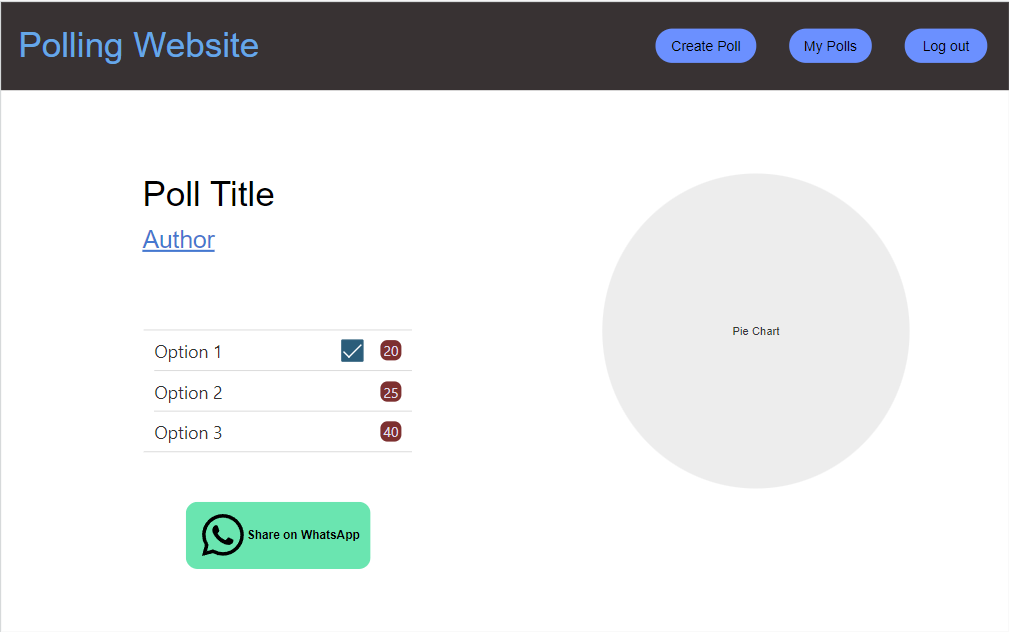 Polling Website
Create Poll
My Polls
Log out
Poll Title
Author
Option 1 20
Option 2 25
Option 3 40
Share on WhatsApp
Pie Chart